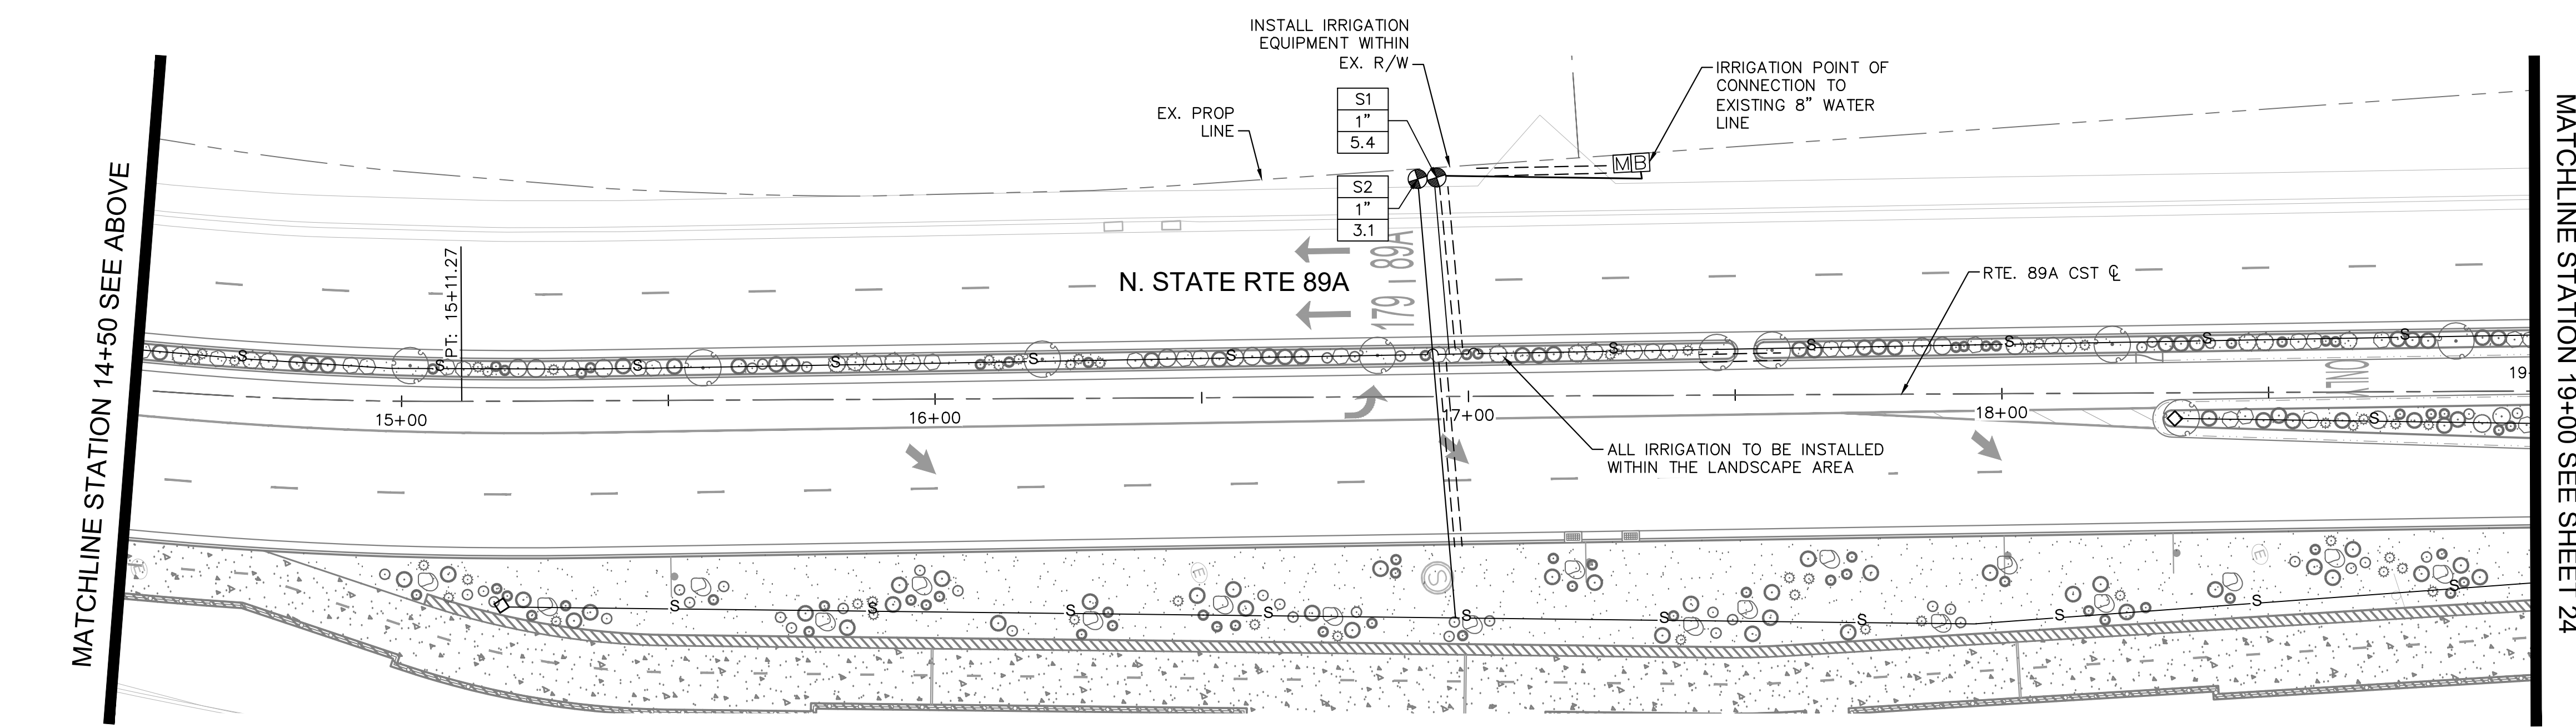 INSTALL IRRIGATION
EQUIPMENT WITHIN
EX. R/W
IRRIGATION POINT OF
CONNECTION TO
EXISTING 8" WATER
LINE
EX. PROP
LINE
S1
1"
5.4
S2
1"
3.1
M B
MATCHLINE STATION 14+50 SEE ABOVE
MATCHLINE STATION 19+00 SEE SHEET 24
PT: 15+11.27
N. STATE RTE 89A
179 89A
RTE. 89A CST ℄
ONLY
S S S S S S S S S S S S
15+00
16+00
17+00
18+00
19
S
ALL IRRIGATION TO BE INSTALLED
WITHIN THE LANDSCAPE AREA
E
E
E
S
S S S S S S S S S S